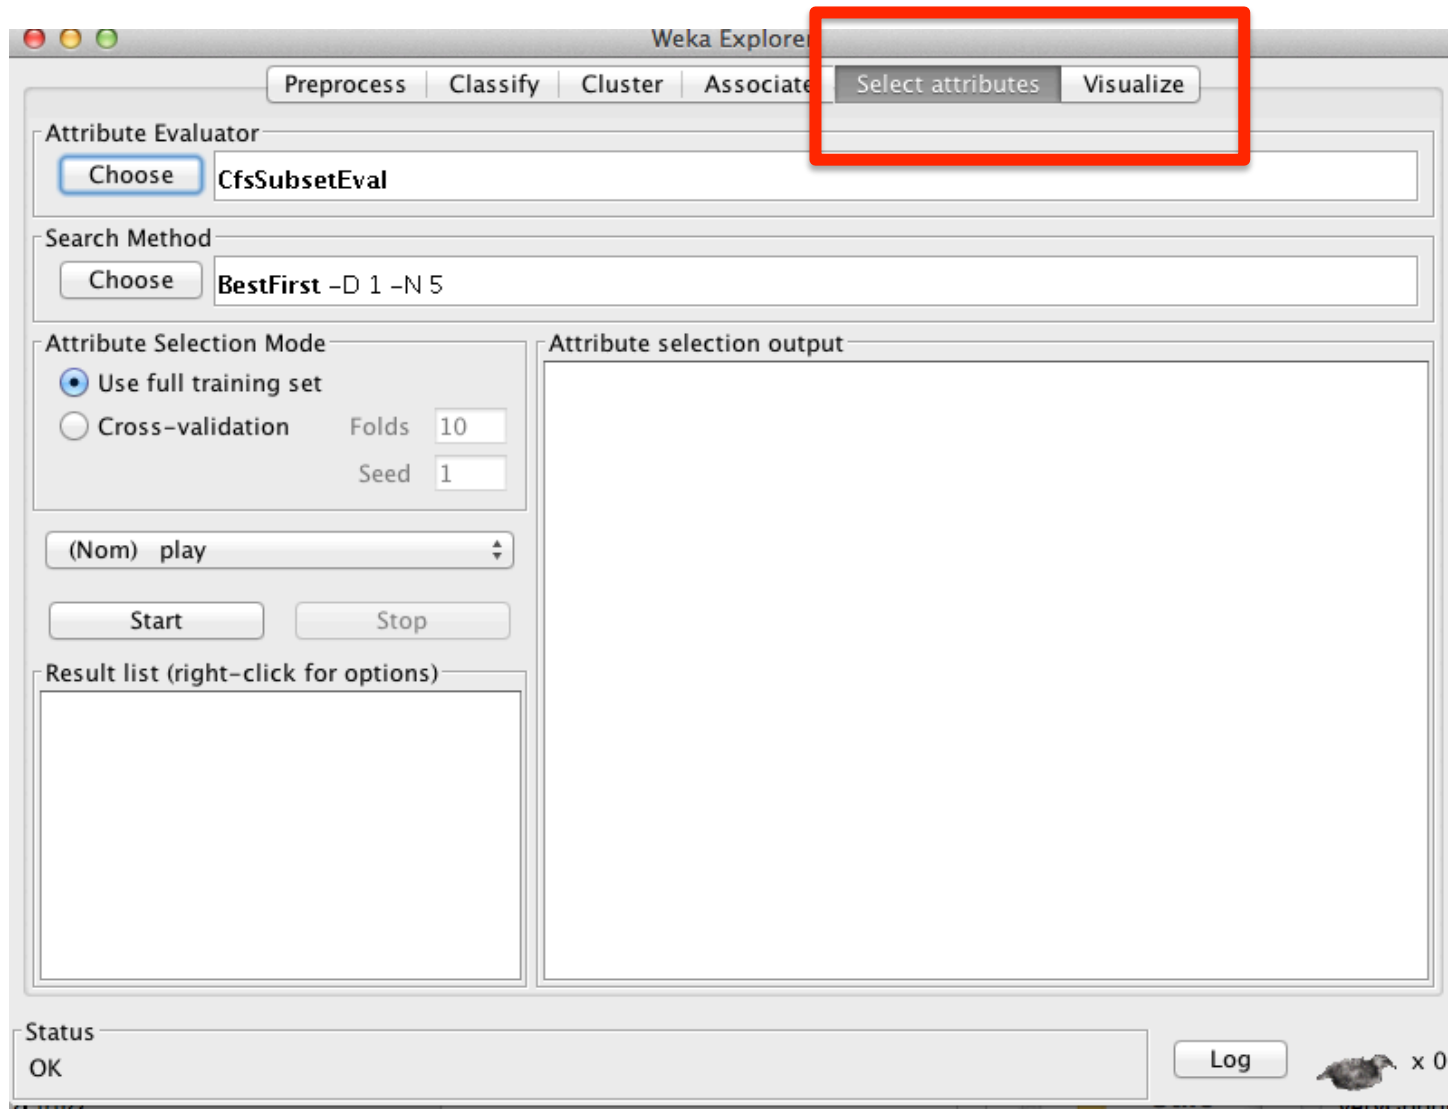 Weka Explorer
Preprocess Classify Cluster Associate Select attributes Visualize
Attribute Evaluator
Choose CfsSubsetEval
Search Method
Choose BestFirst -D 1 -N 5
Attribute Selection Mode
Use full training set
Cross-validation Folds 10
Seed 1
(Nom) play
Start Stop
Result list (right-click for options)
Attribute selection output
Status
OK
Log x 0